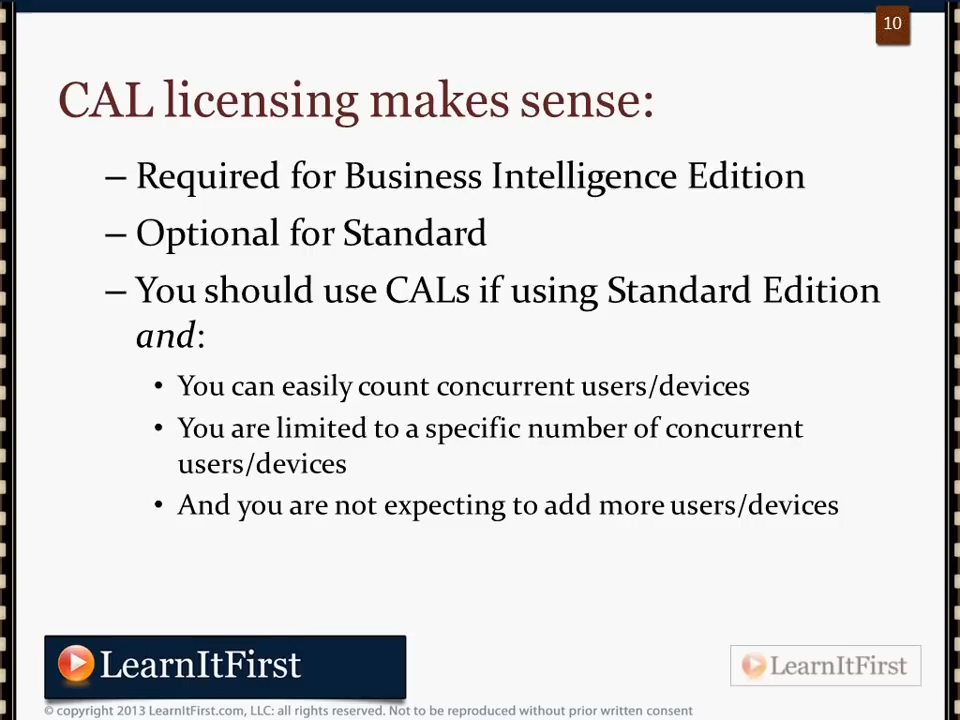 10
CAL licensing makes sense:
– Required for Business Intelligence Edition
– Optional for Standard
– You should use CALs if using Standard Edition
and:
• You can easily count concurrent users/devices
• You are limited to a specific number of concurrent
users/devices
• And you are not expecting to add more users/devices
LearnItFirst
LearnItFirst
© copyright 2013 LearnItFirst.com, LLC: all rights reserved. Not to be reproduced without prior written consent